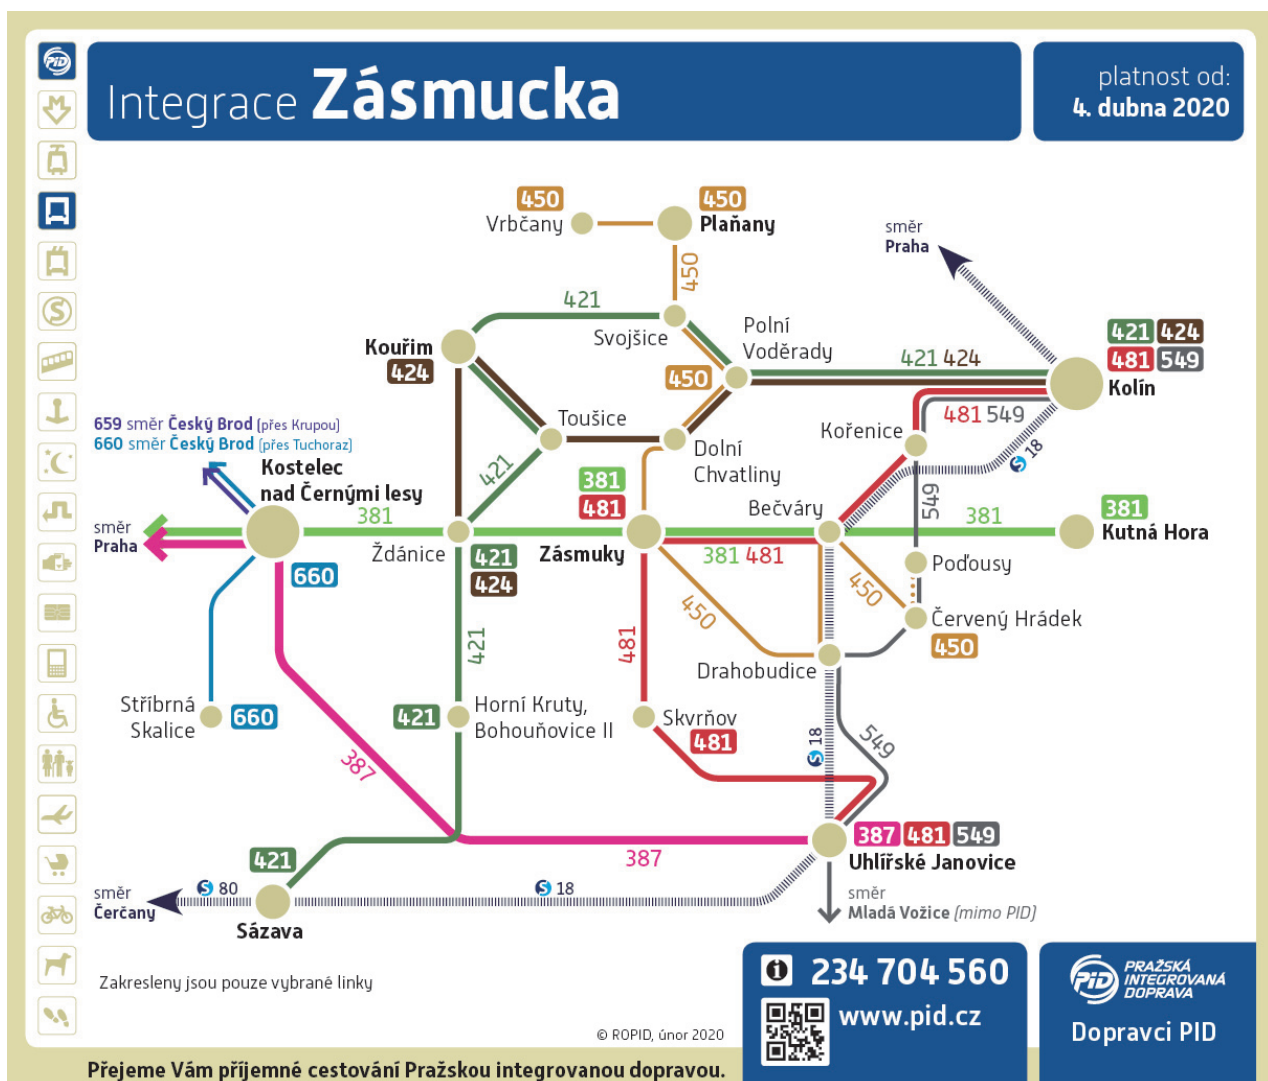 PID
Integrace Zásmucka
platnost od:
4. dubna 2020
450
Vrbčany
450
Plaňany
450
směr
Praha
421
Svojšice
Polní
Voděrady
Kouřim
424
450
421 424
421 424
481 549
Kolín
481 549
659 směr Český Brod (přes Krupou)
660 směr Český Brod (přes Tuchoraz)
Toušice
Dolní
Chvatliny
Kořenice
S 18
Kostelec
nad Černými lesy
421
381
481
Bečváry
549
směr
Praha
381
Ždánice
421
424
Zásmuky
381 481
381
381
Kutná Hora
660
450
450
Poďousy
Červený Hrádek
450
421
481
Drahobudice
Stříbrná
Skalice
660
421
Horní Kruty,
Bohouňovice II
Skvrňov
481
S 18
549
387
387
387 481 549
Uhlířské Janovice
421
směr
Čerčany
S 80
S 18
směr
Mladá Vožice (mimo PID)
Sázava
Zakresleny jsou pouze vybrané linky
© ROPID, únor 2020
234 704 560
www.pid.cz
PID PRAŽSKÁ
INTEGROVANÁ
DOPRAVA
Dopravci PID
Přejeme Vám příjemné cestování Pražskou integrovanou dopravou.